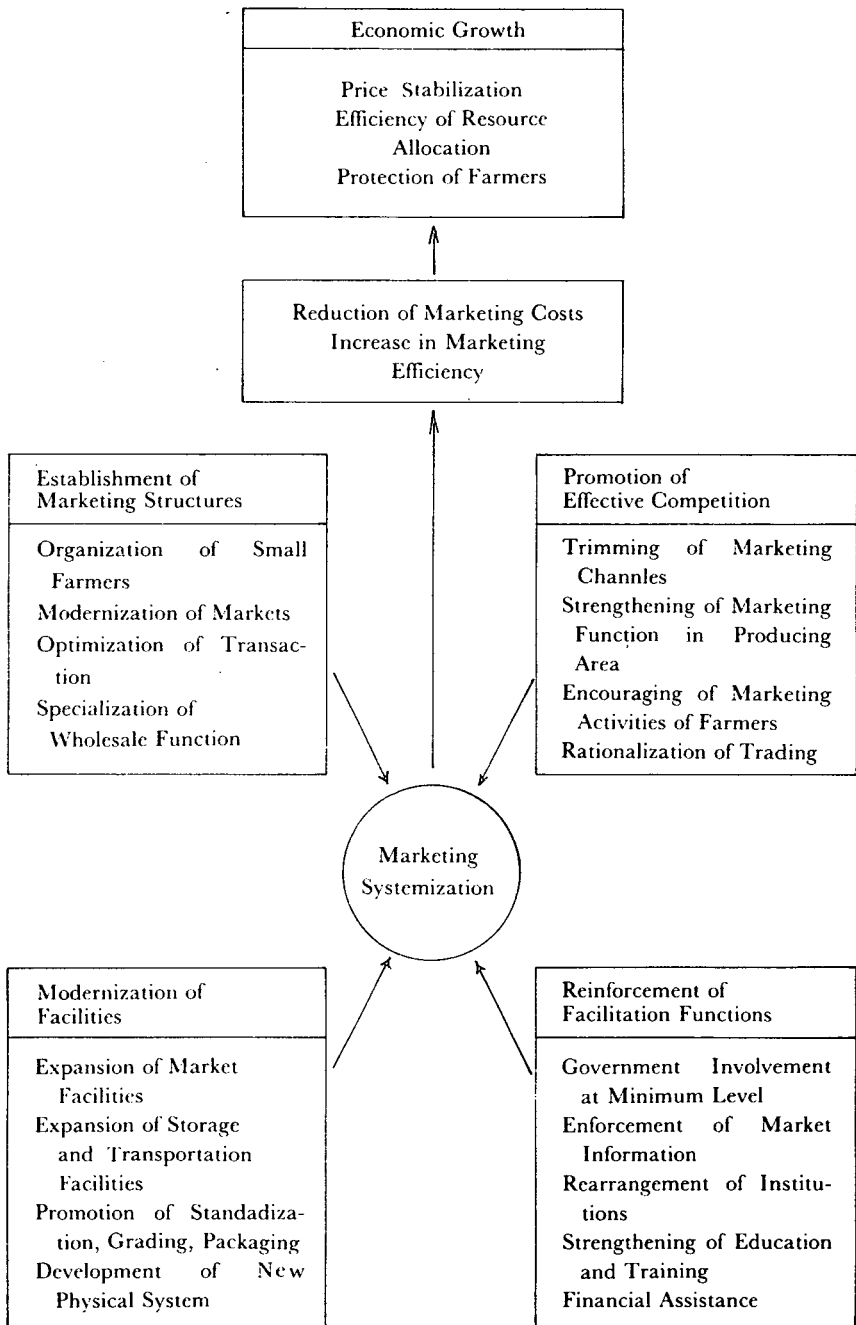 Economic Growth
Price Stabilization
Efficiency of Resource
Allocation
Protection of Farmers
Reduction of Marketing Costs
Increase in Marketing
Efficiency
Establishment of
Marketing Structures
Organization of Small
Farmers
Modernization of Markets
Optimization of Transac-
tion
Specialization of
Wholesale Function
Promotion of
Effective Competition
Trimming of Marketing
Channles
Strengthening of Marketing
Function in Producing
Area
Encouraging of Marketing
Activities of Farmers
Rationalization of Trading
Marketing
Systemization
Modernization of
Facilities
Expansion of Market
Facilities
Expansion of Storage
and Transportation
Facilities
Promotion of Standadiza-
tion, Grading, Packaging
Development of New
Physical System
Reinforcement of
Facilitation Functions
Government Involvement
at Minimum Level
Enforcement of Market
Information
Rearrangement of Institu-
tions
Strengthening of Education
and Training
Financial Assistance